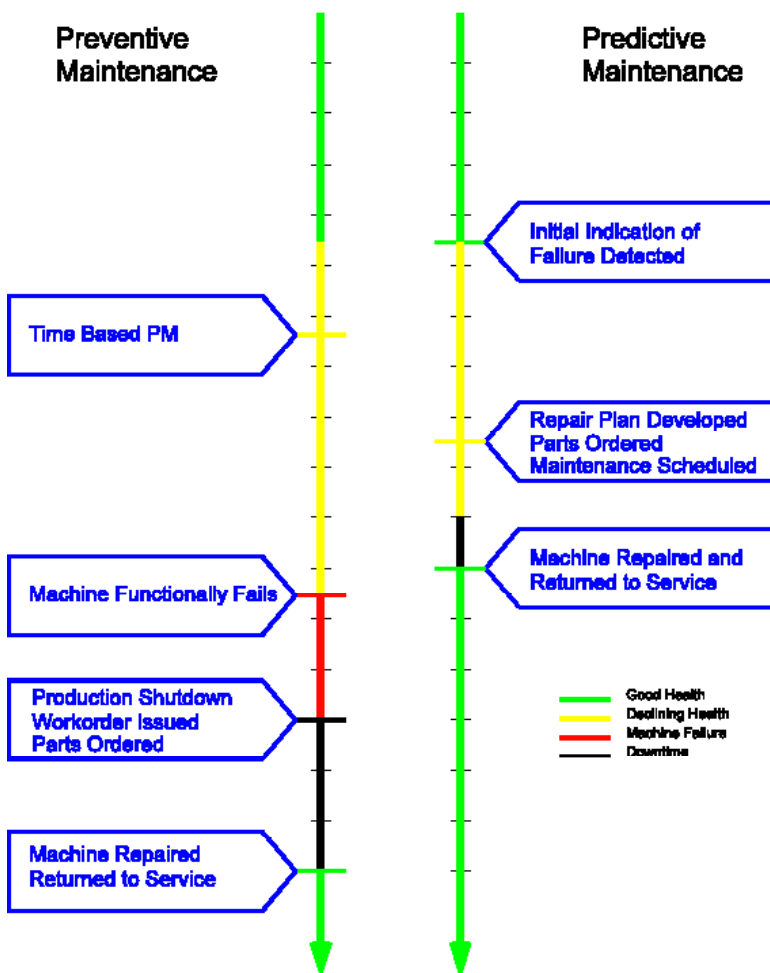 Preventive
Maintenance
Predictive
Maintenance
Initial Indication of
Failure Detected
Time Based PM
Repair Plan Developed
Parts Ordered
Maintenance Scheduled
Machine Functionally Fails
Machine Repaired and
Returned to Service
Production Shutdown
Workorder Issued
Parts Ordered
Good Health
Declining Health
Machine Failure
Downtime
Machine Repaired
Returned to Service